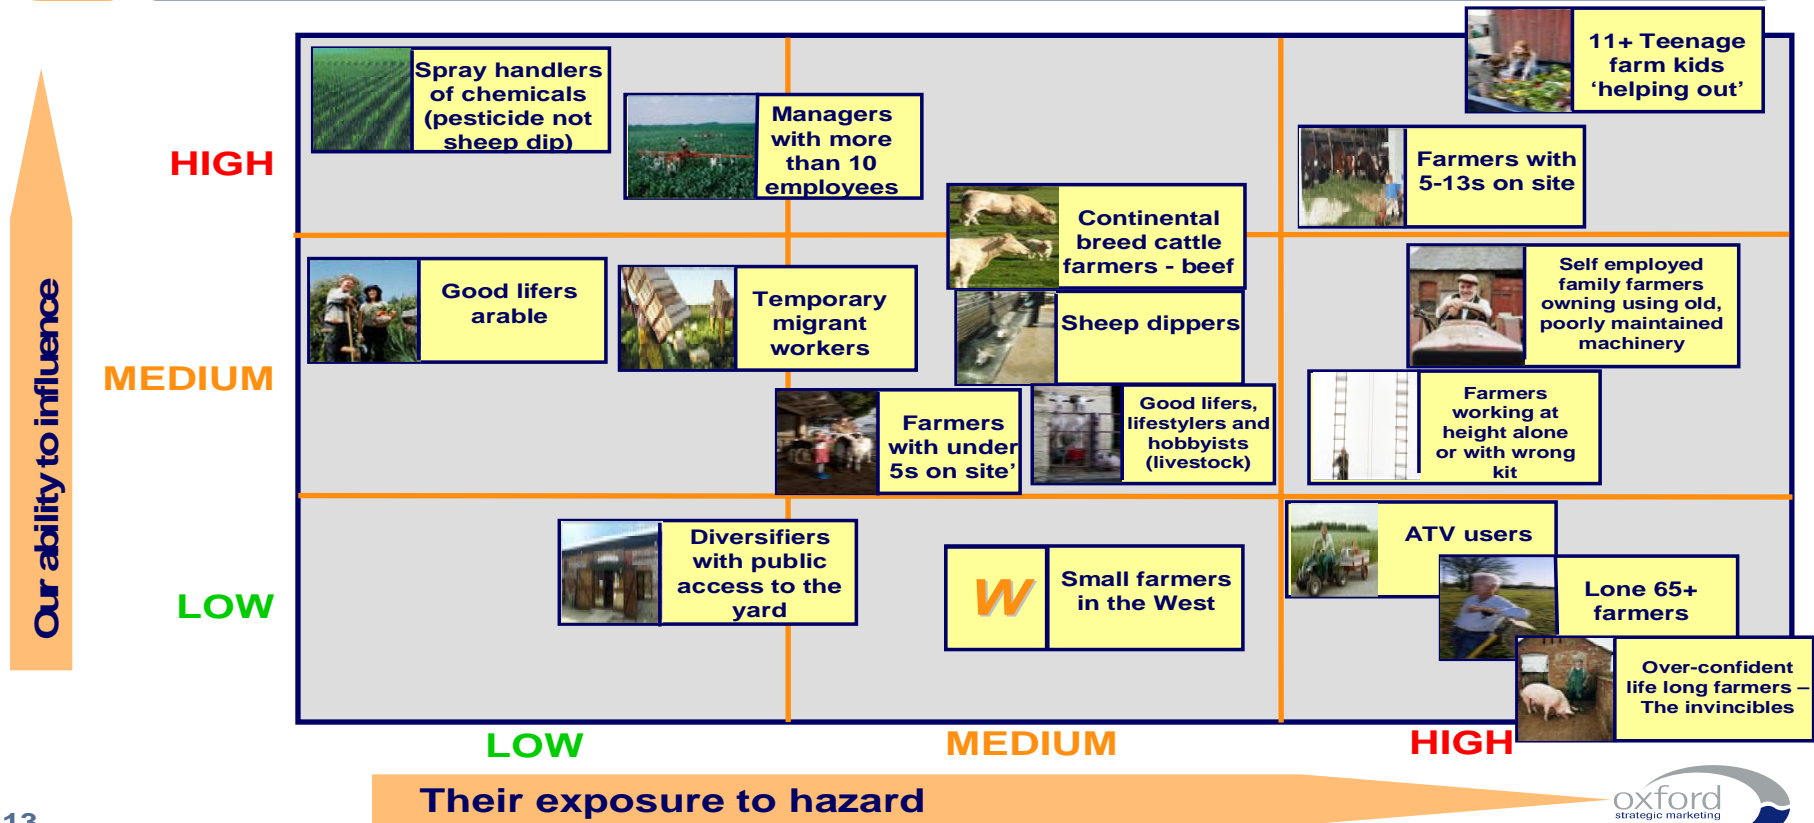 11+ Teenage
farm kids
‘helping out’
Spray handlers
of chemicals
(pesticide not
sheep dip)
Managers
with more
than 10
employees
Farmers with
5-13s on site
HIGH
Continental
breed cattle
farmers - beef
Good lifers
arable
Temporary
migrant
workers
Sheep dippers
Self employed
family farmers
owning using old,
poorly maintained
machinery
MEDIUM
Farmers
with under
5s on site’
Good lifers,
lifestylers and
hobbyists
(livestock)
Farmers
working at
height alone
or with wrong
kit
Our ability to influence
LOW
Diversifiers
with public
access to the
yard
W
Small farmers
in the West
ATV users
Lone 65+
farmers
Over-confident
life long farmers –
The invincibles
LOW
MEDIUM
HIGH
Their exposure to hazard
13
oxford
strategic marketing